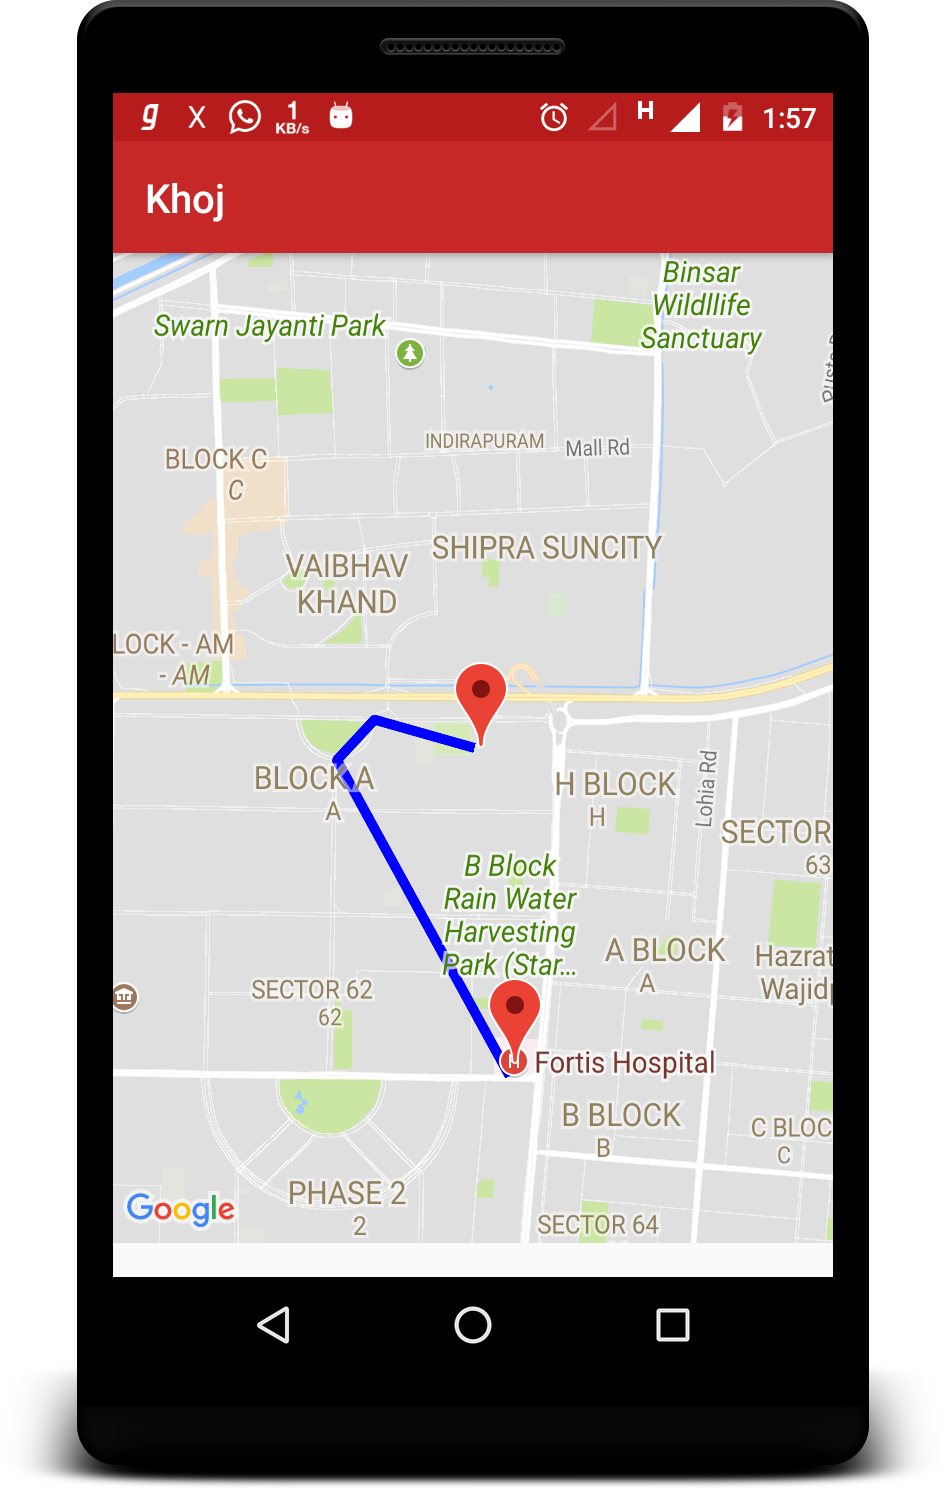 g X 1 KB/s H 1:57
Khoj
Binsar
Wildllife
Sanctuary
Swarn Jayanti Park
INDIRAPURAM
Mall Rd
BLOCK C
C
SHIPRA SUNCITY
VAIBHAV
KHAND
LOCK - AM
- AM
BLOCK A
A
H BLOCK
H
Lohia Rd
SECTOR
63
B Block
Rain Water
Harvesting
Park (Star...
A BLOCK
A
Hazrat
Wajidp
SECTOR 62
62
H
Fortis Hospital
B BLOCK
B
C BLOC
C
PHASE 2
2
Google
SECTOR 64